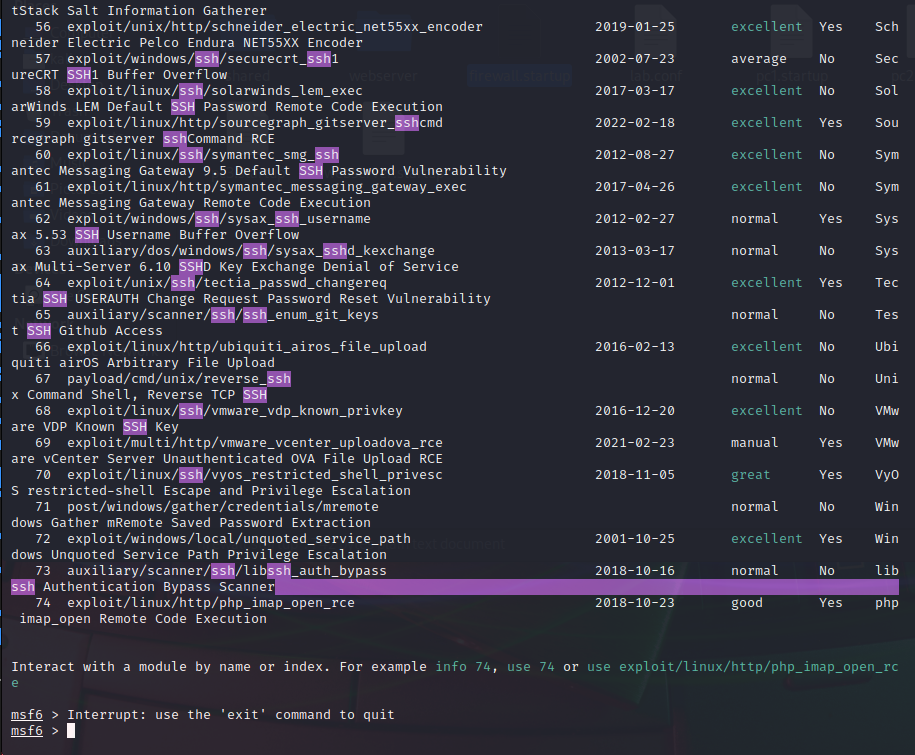 tStack Salt Information Gatherer
56 exploit/unix/http/schneider_electric_net55xx_encoder 2019-01-25 excellent Yes Sch
neider Electric Pelco Endura NET55XX Encoder
57 exploit/windows/ssh/securecrt_ssh1 2002-07-23 average No Sec
ureCRT SSH1 Buffer Overflow
58 exploit/linux/ssh/solarwinds_lem_exec 2017-03-17 excellent No Sol
arWinds LEM Default SSH Password Remote Code Execution
59 exploit/linux/http/sourcegraph_gitserver_sshcmd 2022-02-18 excellent Yes Sou
rcegraph gitserver sshCommand RCE
60 exploit/linux/ssh/symantec_smg_ssh 2012-08-27 excellent No Sym
antec Messaging Gateway 9.5 Default SSH Password Vulnerability
61 exploit/linux/http/symantec_messaging_gateway_exec 2017-04-26 excellent No Sym
antec Messaging Gateway Remote Code Execution
62 exploit/windows/ssh/sysax_ssh_username 2012-02-27 normal Yes Sys
ax 5.53 SSH Username Buffer Overflow
63 auxiliary/dos/windows/ssh/sysax_sshd_kexchange 2013-03-17 normal No Sys
ax Multi-Server 6.10 SSHD Key Exchange Denial of Service
64 exploit/unix/ssh/tectia_passwd_changereq 2012-12-01 excellent Yes Tec
tia SSH USERAUTH Change Request Password Reset Vulnerability
65 auxiliary/scanner/ssh/ssh_enum_git_keys normal No Tes
t SSH Github Access
66 exploit/linux/http/ubiquiti_airos_file_upload 2016-02-13 excellent No Ubi
quiti airOS Arbitrary File Upload
67 payload/cmd/unix/reverse_ssh normal No Uni
x Command Shell, Reverse TCP SSH
68 exploit/linux/ssh/vmware_vdp_known_privkey 2016-12-20 excellent No VMw
are VDP Known SSH Key
69 exploit/multi/http/vmware_vcenter_uploadova_rce 2021-02-23 manual Yes VMw
are vCenter Server Unauthenticated OVA File Upload RCE
70 exploit/linux/ssh/vyos_restricted_shell_privesc 2018-11-05 great Yes VyO
S restricted-shell Escape and Privilege Escalation
71 post/windows/gather/credentials/mremote normal No Win
dows Gather mRemote Saved Password Extraction
72 exploit/windows/local/unquoted_service_path 2001-10-25 excellent Yes Win
dows Unquoted Service Path Privilege Escalation
73 auxiliary/scanner/ssh/libssh_auth_bypass 2018-10-16 normal No lib
ssh Authentication Bypass Scanner
74 exploit/linux/http/php_imap_open_rce 2018-10-23 good Yes php
imap_open Remote Code Execution
Interact with a module by name or index. For example info 74, use 74 or use exploit/linux/http/php_imap_open_rc
e
msf6 > Interrupt: use the 'exit' command to quit
msf6 >